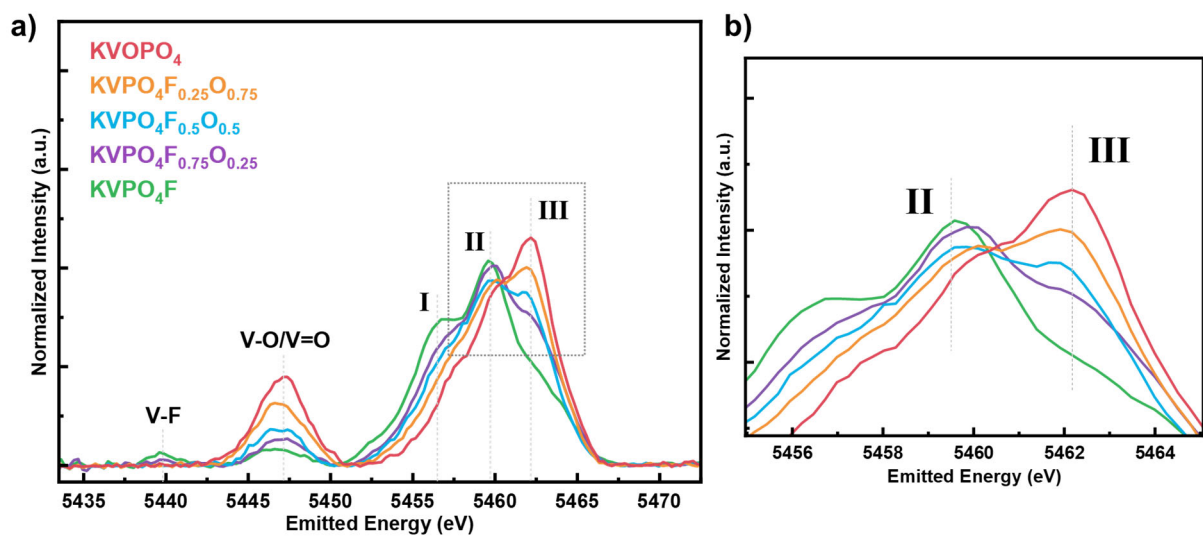 a)
KVOPO₄
KVPO₄F₀.₂₅O₀.₇₅
KVPO₄F₀.₅O₀.₅
KVPO₄F₀.₇₅O₀.₂₅
KVPO₄F
V-F
V-O/V=O
I
II
III
Normalized Intensity (a.u.)
5435 5440 5445 5450 5455 5460 5465 5470
Emitted Energy (eV)
b)
II
III
Normalized Intensity (a.u.)
5456 5458 5460 5462 5464
Emitted Energy (eV)